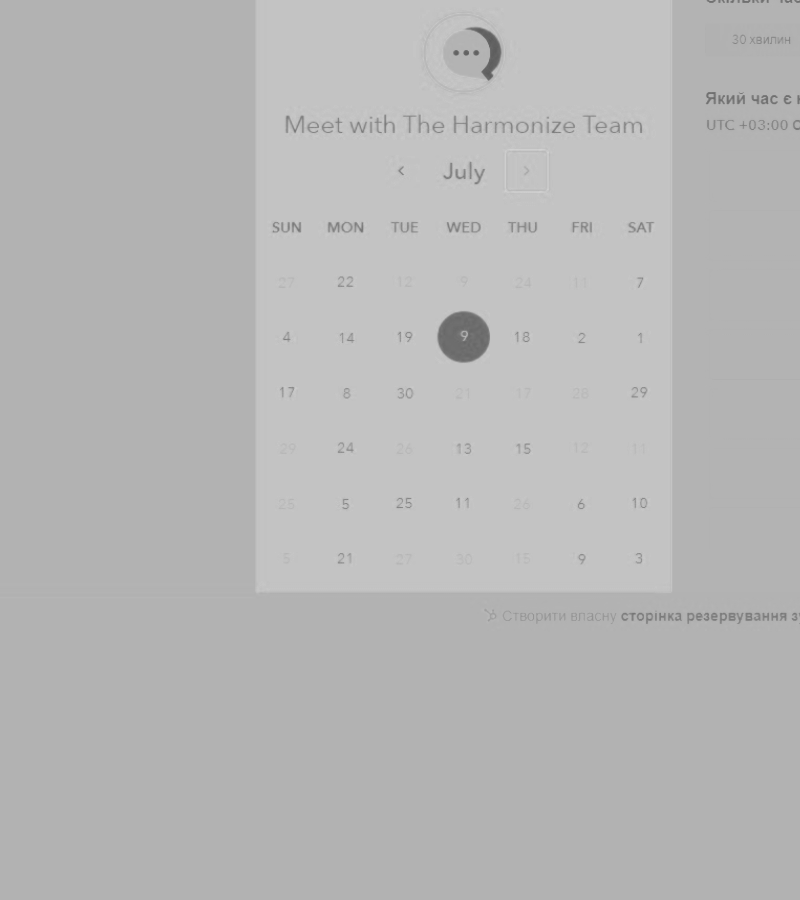 30 хвилин
Meet with The Harmonize Team
Який час є
UTC +03:00
July
SUN MON TUE WED THU FRI SAT
27 22 12 9 24 11 7
4 14 19 9 18 2 1
17 8 30 21 17 28 29
29 24 26 13 15 12 11
25 5 25 11 26 6 10
5 21 27 30 15 9 3
Створити власну сторінка резервування